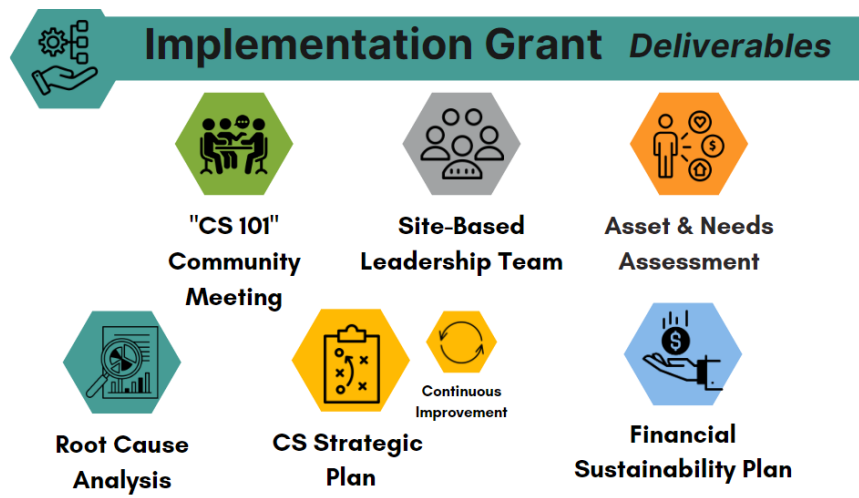 Implementation Grant Deliverables
"CS 101"
Community
Meeting
Site-Based
Leadership Team
Asset & Needs
Assessment
Root Cause
Analysis
CS Strategic
Plan
Continuous
Improvement
Financial
Sustainability Plan